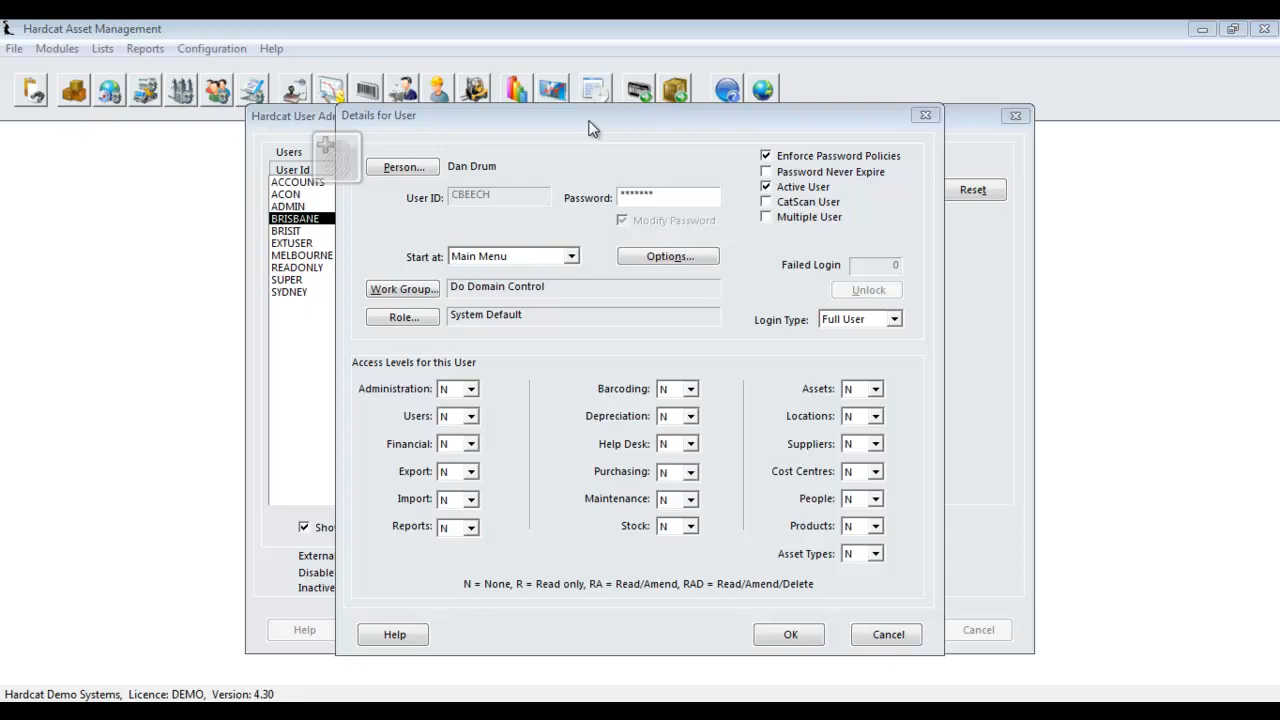 Hardcat Asset Management
File Modules Lists Reports Configuration Help
Hardcat User Adm
Details for User
Users
User Id
ACCOUNTS
ACON
ADMIN
BRISBANE
BRISIT
EXTUSER
MELBOURNE
READONLY
SUPER
SYDNEY
Person... Dan Drum
User ID: CBEECH Password: *******
Modify Password
Start at: Main Menu Options...
Work Group... Do Domain Control
Role... System Default
Enforce Password Policies
Password Never Expire
Active User
CatScan User
Multiple User
Failed Login 0
Unlock
Login Type: Full User
Reset
Access Levels for this User
Administration: N Barcoding: N Assets: N
Users: N Depreciation: N Locations: N
Financial: N Help Desk: N Suppliers: N
Export: N Purchasing: N Cost Centres: N
Import: N Maintenance: N People: N
Reports: N Stock: N Products: N
Asset Types: N
N = None, R = Read only, RA = Read/Amend, RAD = Read/Amend/Delete
Help OK Cancel
Externa
Disable
Inactive
Help Cancel
Hardcat Demo Systems, Licence: DEMO, Version: 4.30